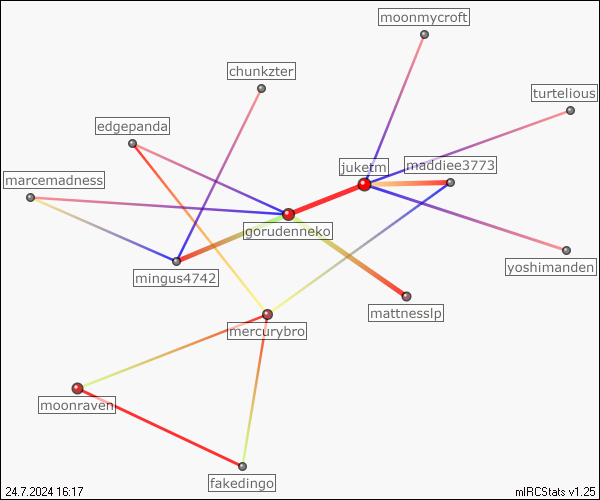 moonmycroft
chunkzter
turtelious
edgepanda
juketm
maddiee3773
marcemadness
gorudenneko
yoshimanden
mingus4742
mattnesslp
mercurybro
moonraven
fakedingo
24.7.2024 16:17
mIRCStats v1.25